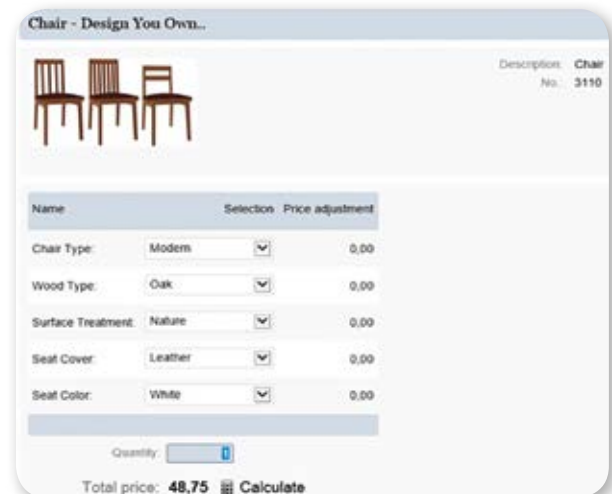 Chair - Design You Own..
Description: Chair
No.: 3110
Name Selection Price adjustment
Chair Type: Modern 0,00
Wood Type: Oak 0,00
Surface Treatment: Nature 0,00
Seat Cover: Leather 0,00
Seat Color: White 0,00
Quantity: 1
Total price: 48,75 Calculate